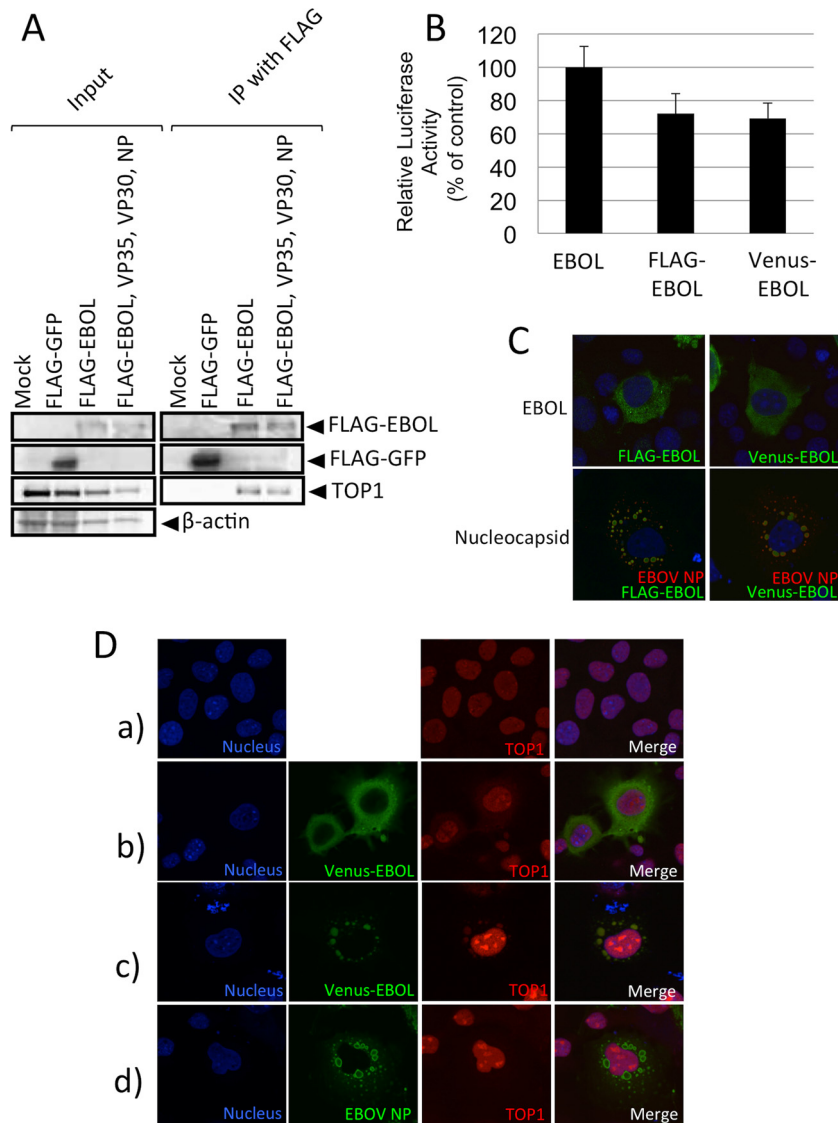 A
Input
IP with FLAG
Mock
FLAG-GFP
FLAG-EBOL
FLAG-EBOL, VP35, VP30, NP
Mock
FLAG-GFP
FLAG-EBOL
FLAG-EBOL, VP35, VP30, NP
FLAG-EBOL
FLAG-GFP
TOP1
β-actin
B
Relative Luciferase
Activity
(% of control)
120
100
80
60
40
20
0
EBOL
FLAG-
EBOL
Venus-
EBOL
C
EBOL
FLAG-EBOL
Venus-EBOL
Nucleocapsid
EBOV NP
FLAG-EBOL
EBOV NP
Venus-EBOL
D
a)
Nucleus
TOP1
Merge
b)
Nucleus
Venus-EBOL
TOP1
Merge
c)
Nucleus
Venus-EBOL
TOP1
Merge
d)
Nucleus
EBOV NP
TOP1
Merge